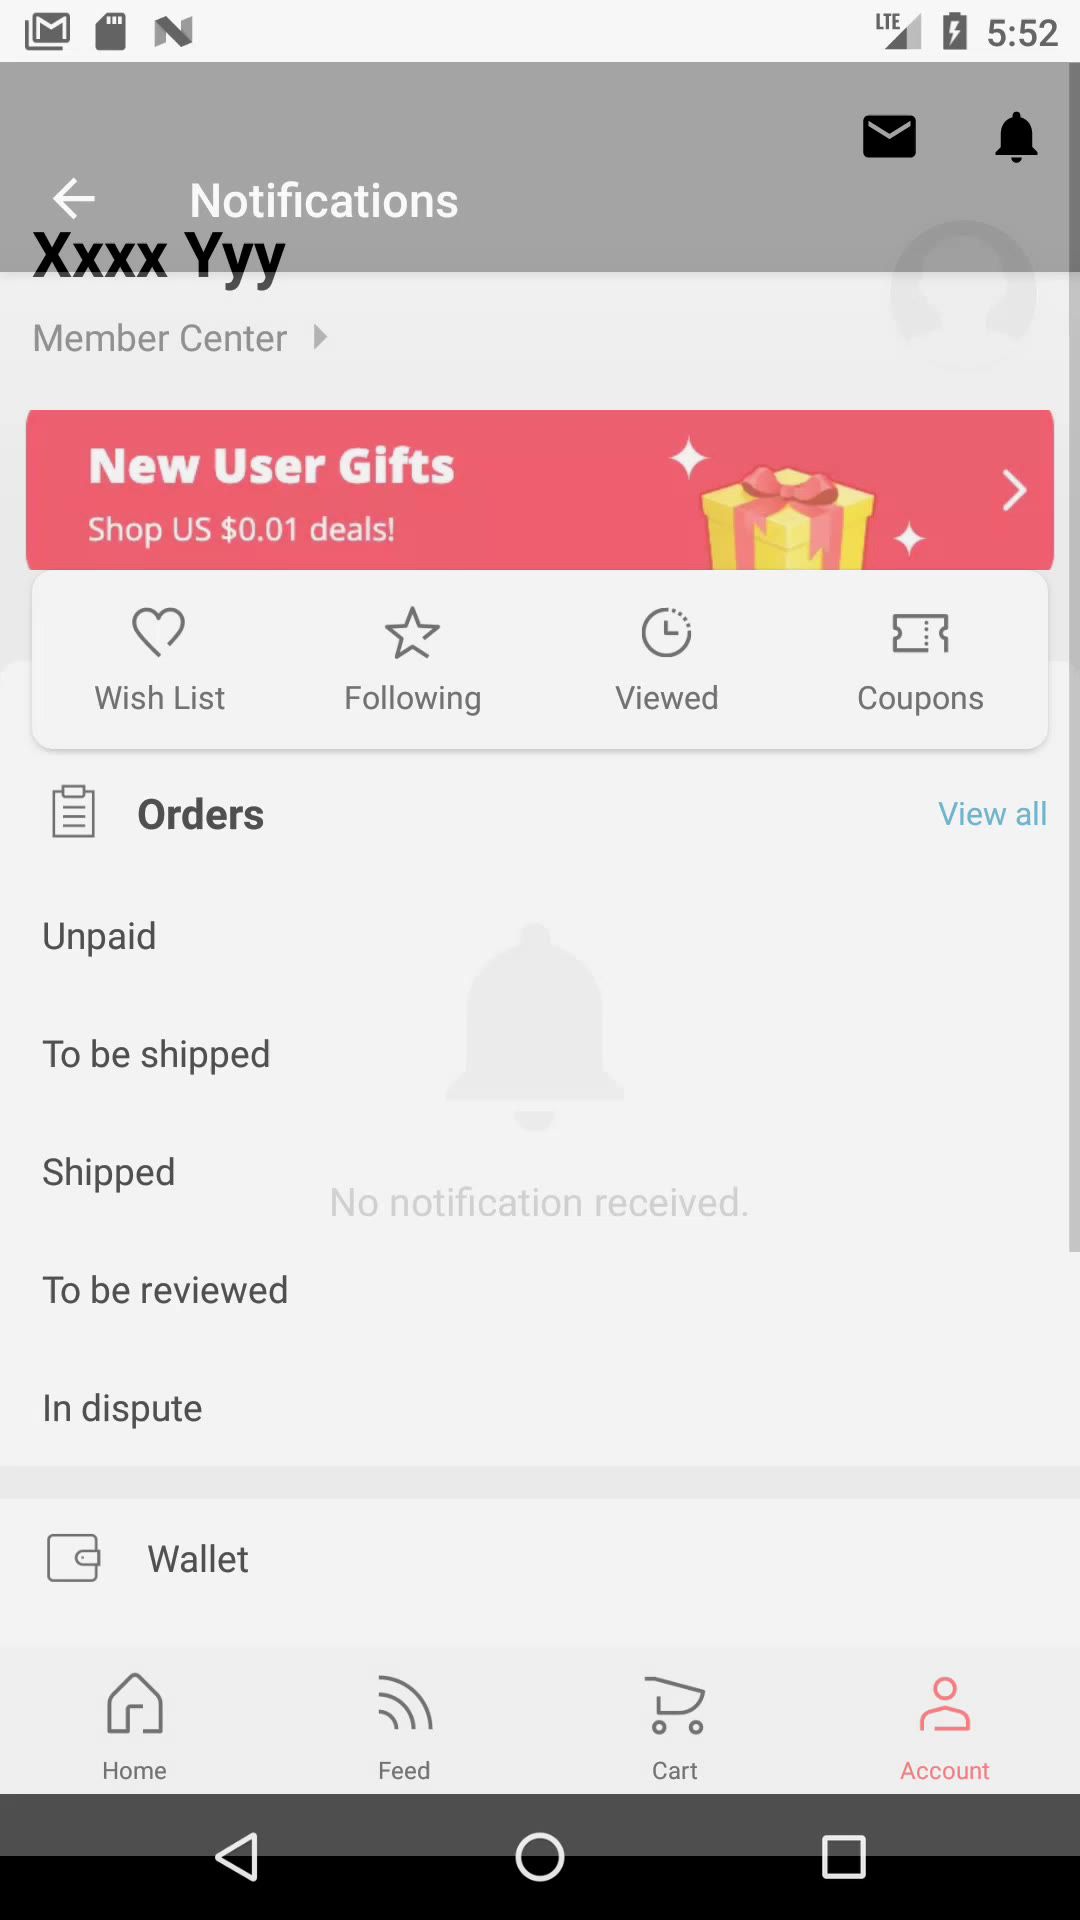 LTE 5:52
Notifications
Xxxx Yyy
Member Center
New User Gifts
Shop US $0.01 deals!
Wish List Following Viewed Coupons
Orders View all
Unpaid
To be shipped
Shipped
No notification received.
To be reviewed
In dispute
Wallet
Home Feed Cart Account